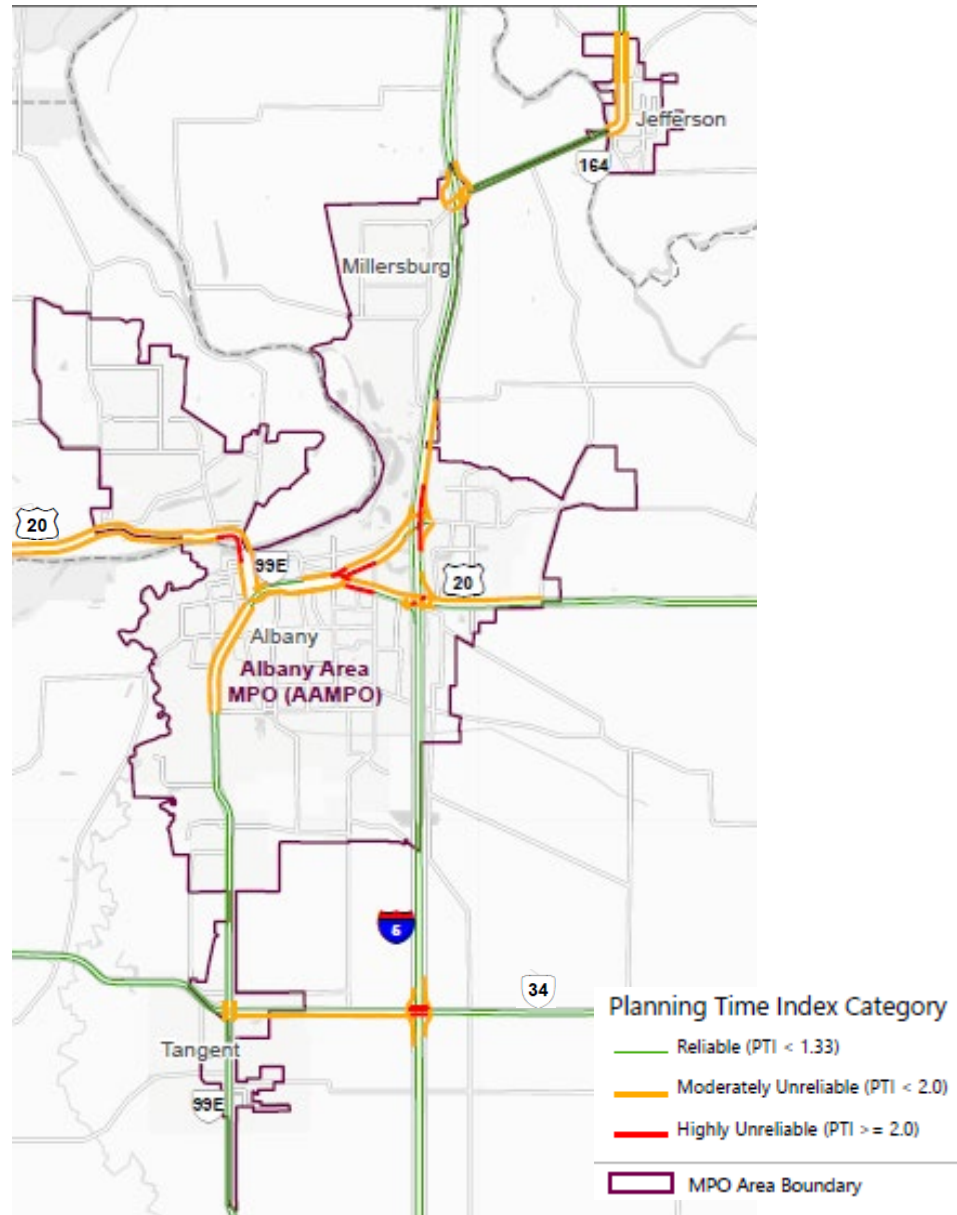 Jefferson
164
Millersburg
20
99E
20
Albany
Albany Area
MPO (AAMPO)
5
34
Tangent
99E
Planning Time Index Category
Reliable (PTI < 1.33)
Moderately Unreliable (PTI < 2.0)
Highly Unreliable (PTI >= 2.0)
MPO Area Boundary